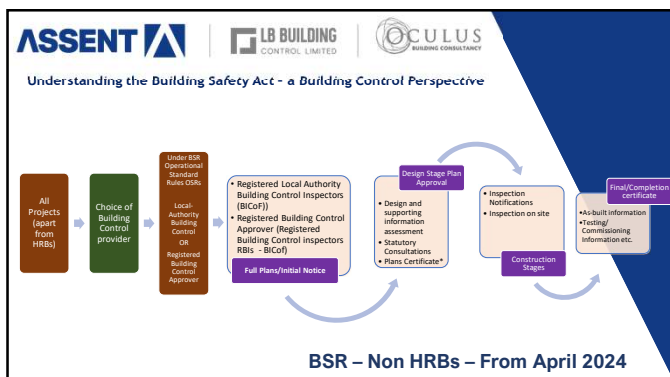 ASSENT
LB BUILDING
CONTROL LIMITED
OCULUS
BUILDING CONSULTANCY
Understanding the Building Safety Act - a Building Control Perspective
All
Projects
(apart
from
HRBs)
Choice of
Building
Control
provider
Under BSR
Operational
Standard
Rules OSRs
Local-
Authority
Building
Control
OR
Registered
Building
Control
Approver
• Registered Local Authority
Building Control Inspectors
(BICoF))
• Registered Building Control
Approver (Registered
Building Control inspectors
RBIs - BICof)
Full Plans/Initial Notice
Design Stage Plan
Approval
• Design and
supporting
information
assessment
• Statutory
Consultations
• Plans Certificate*
• Inspection
Notifications
• Inspection on site
Construction
Stages
Final/Completion
certificate
•As-built information
•Testing/
Commissioning
Information etc.
BSR – Non HRBs – From April 2024